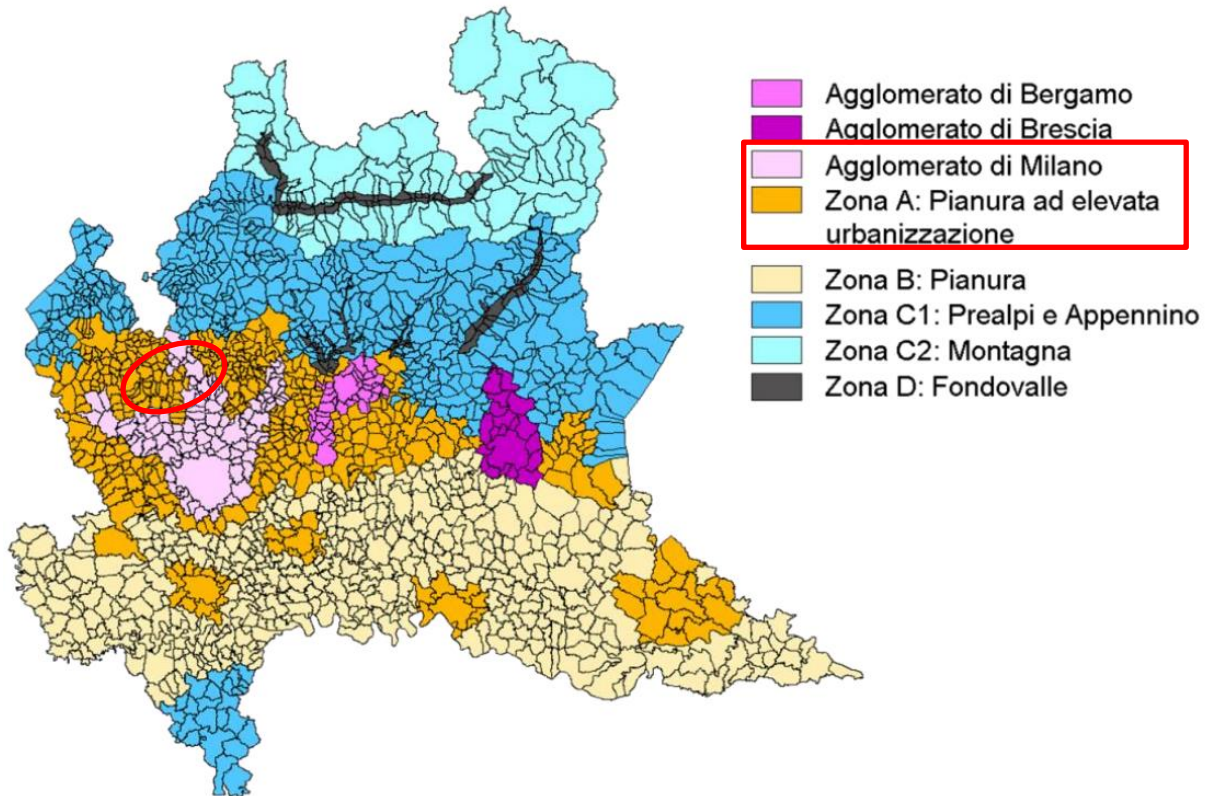 Agglomerato di Bergamo
Agglomerato di Brescia
Agglomerato di Milano
Zona A: Pianura ad elevata
urbanizzazione
Zona B: Pianura
Zona C1: Prealpi e Appennino
Zona C2: Montagna
Zona D: Fondovalle